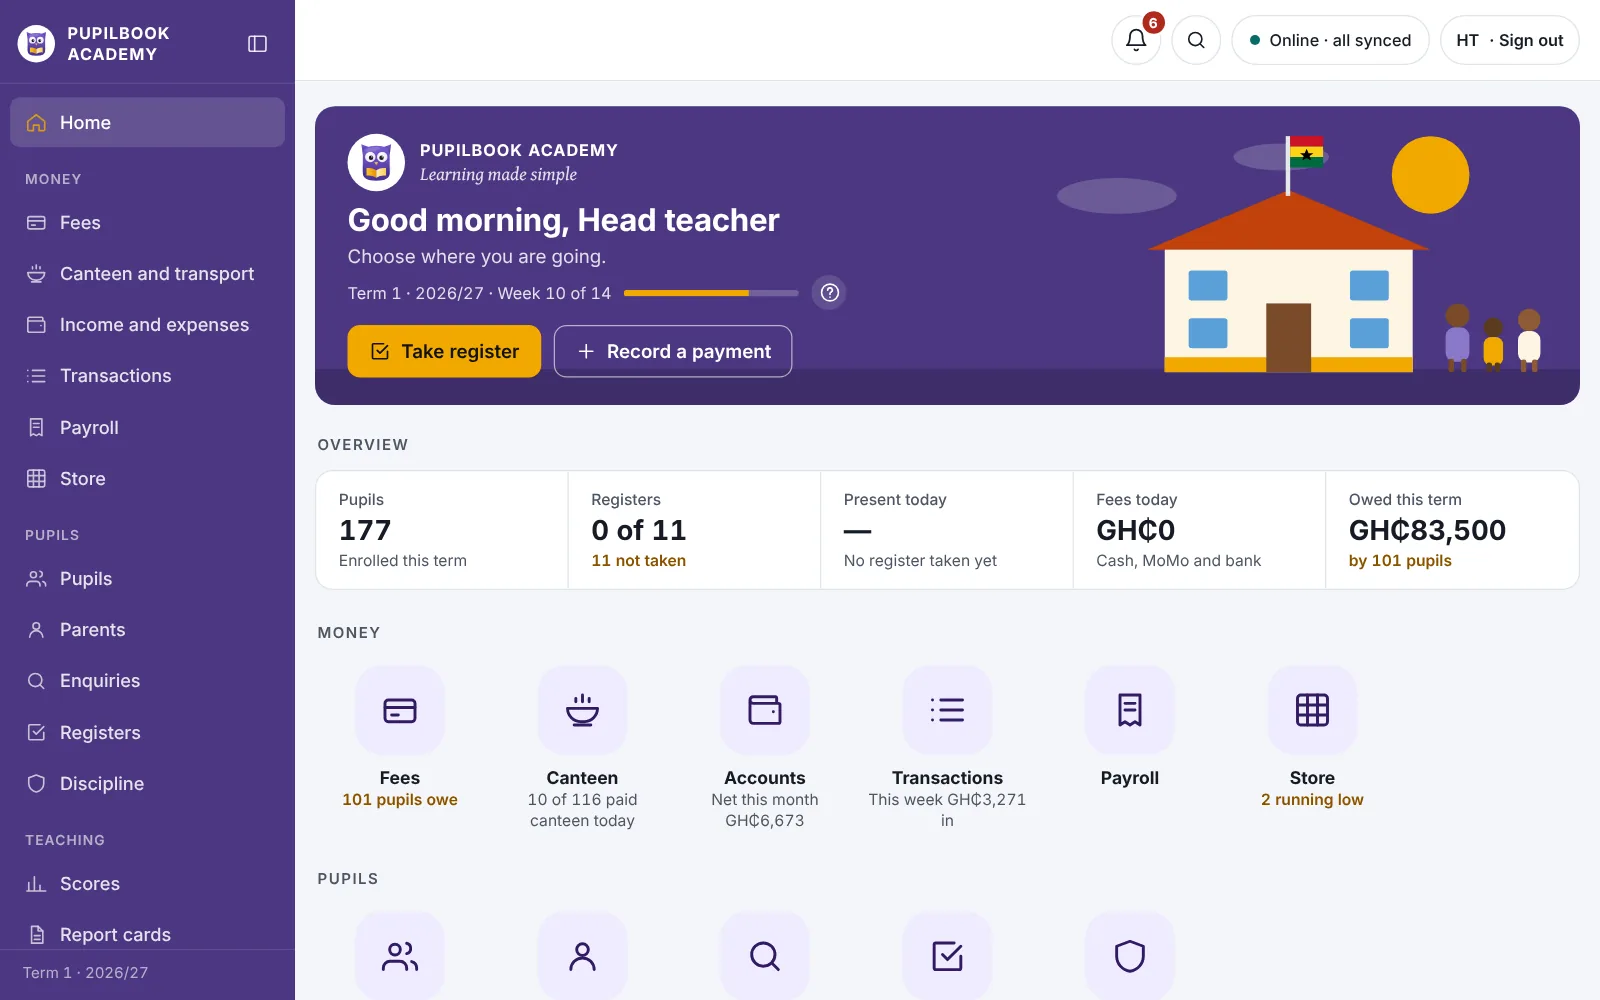 PUPILBOOK
ACADEMY
Home
MONEY
Fees
Canteen and transport
Income and expenses
Transactions
Payroll
Store
PUPILS
Pupils
Parents
Enquiries
Registers
Discipline
TEACHING
Scores
Report cards
Term 1 · 2026/27
6
Online · all synced
HT · Sign out
PUPILBOOK ACADEMY
Learning made simple
Good morning, Head teacher
Choose where you are going.
Term 1 · 2026/27 · Week 10 of 14
Take register
Record a payment
OVERVIEW
Pupils
177
Enrolled this term
Registers
0 of 11
11 not taken
Present today
—
No register taken yet
Fees today
GH₵0
Cash, MoMo and bank
Owed this term
GH₵83,500
by 101 pupils
MONEY
Fees
101 pupils owe
Canteen
10 of 116 paid
canteen today
Accounts
Net this month
GH₵6,673
Transactions
This week GH₵3,271
in
Payroll
Store
2 running low
PUPILS